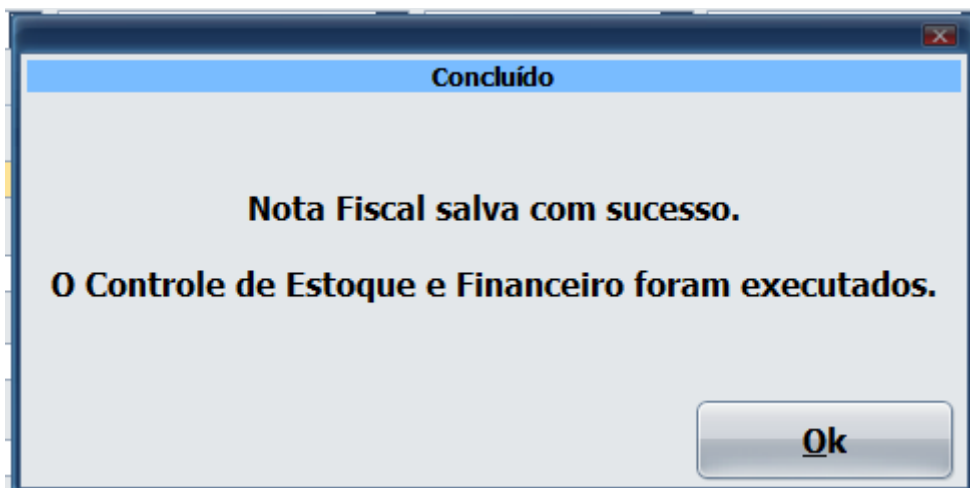 Concluído
Nota Fiscal salva com sucesso.
O Controle de Estoque e Financeiro foram executados.
Ok